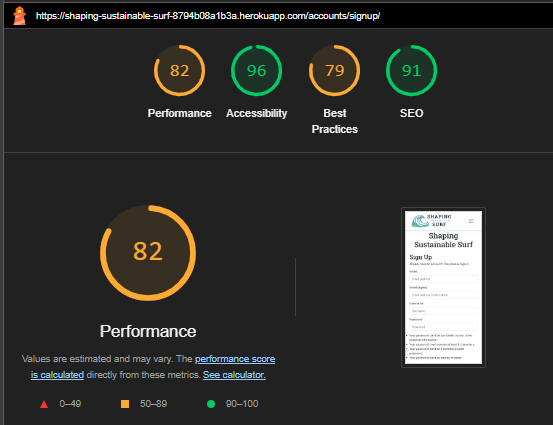 https://shaping-sustainable-surf-8794b08a1b3a.herokuapp.com/accounts/signup/
82
96
79
91
Performance
Accessibility
Best
Practices
SEO
82
Performance
Values are estimated and may vary. The performance score
is calculated directly from these metrics. See calculator.
0–49
50–89
90–100
SHAPING
SURF
Shaping
Sustainable Surf
Sign Up
Email
Password